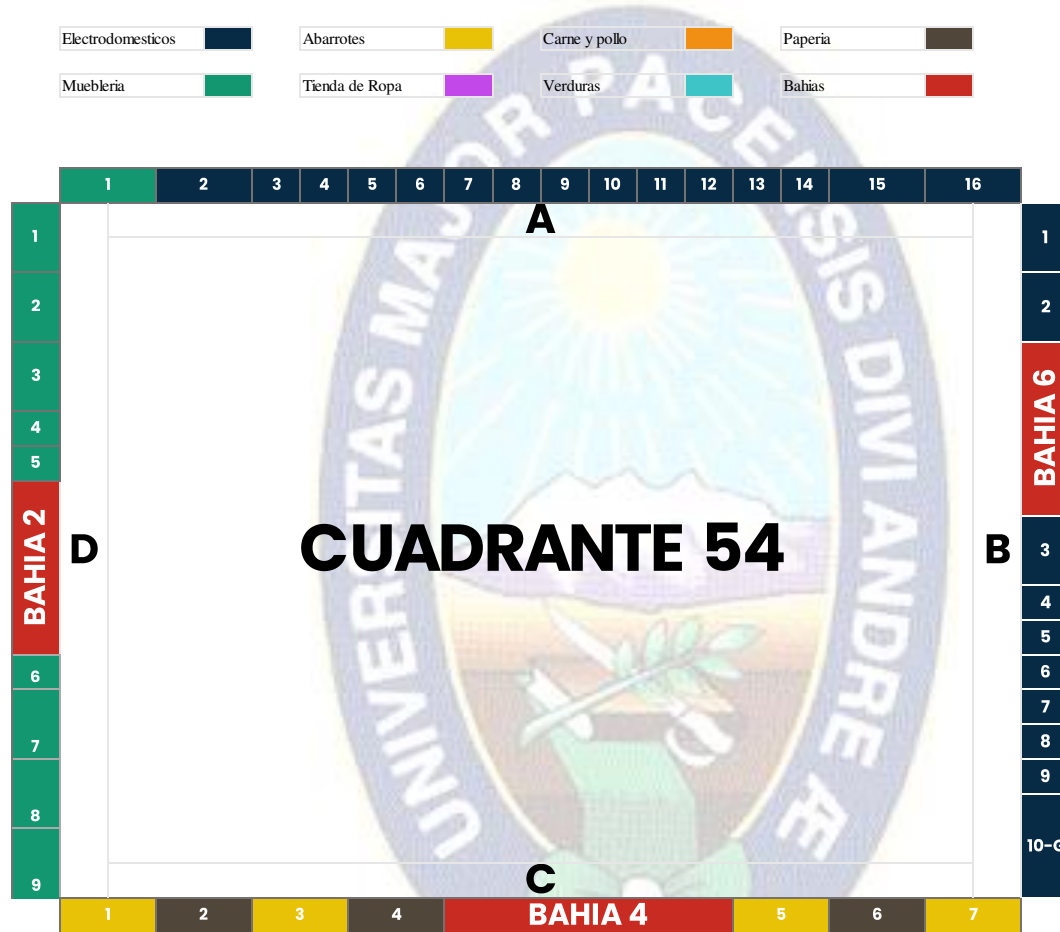 Electrodomesticos Abarrotes Carne y pollo Paperia
Muebleria Tienda de Ropa Verduras Bahias
1 2 3 4 5 6 7 8 9 10 11 12 13 14 15 16
A
1 1
2 2
3 BAHIA 6
4
5
BAHIA 2 D CUADRANTE 54 B 3
4
5
6 6
7 7
8
9
8 10-
9
C
1 2 3 4 BAHIA 4 5 6 7
UNIVERSITAS MAJOR PACENSIS DIVI ANDRE Æ